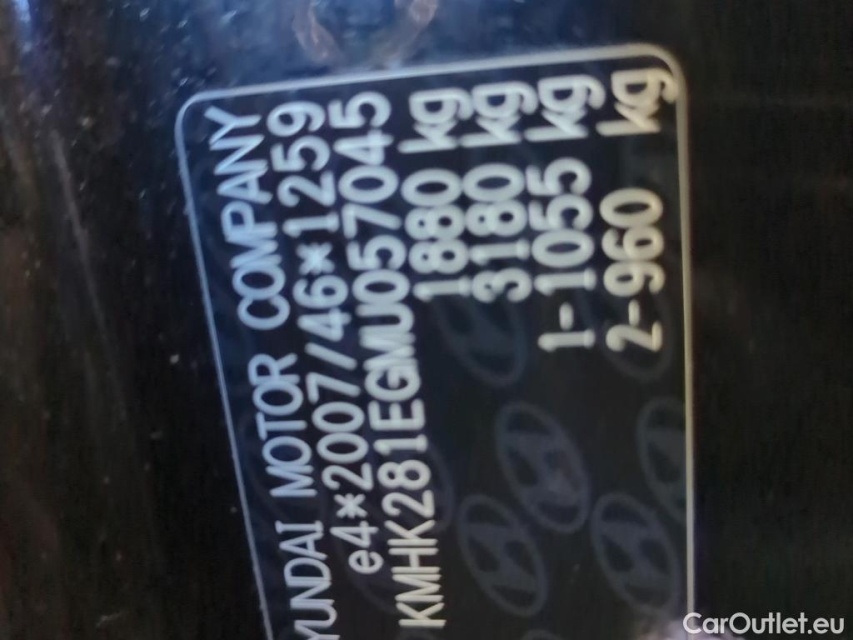 YUNDAI MOTOR COMPANY
e4*2007/46*1259
KMHK281EGMU057045
1880 kg
3180 kg
1-1055 kg
2-960 kg
CarOutlet.eu